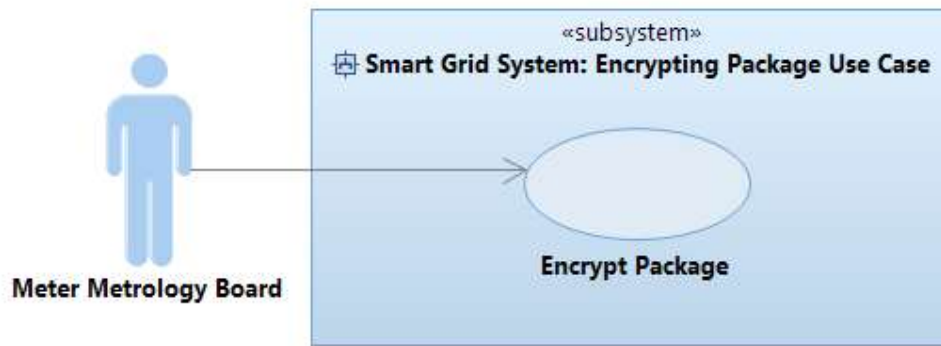 «subsystem»
Smart Grid System: Encrypting Package Use Case
Encrypt Package
Meter Metrology Board